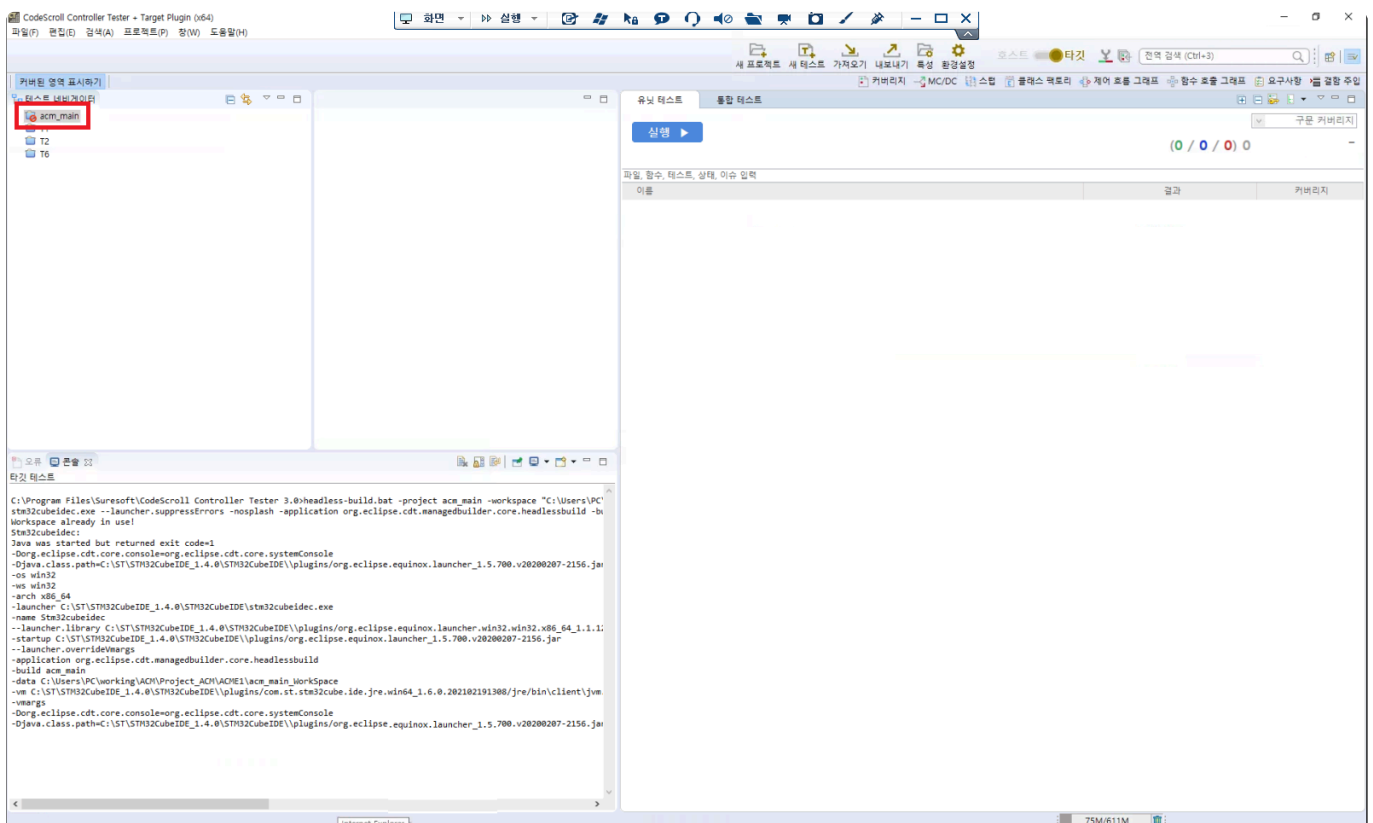 CodeScroll Controller Tester + Target Plugin (x64)
화면 실행
파일(F) 편집(E) 검색(A) 프로젝트(P) 창(W) 도움말(H)
새 프로젝트 새 테스트 가져오기 내보내기 특성 환경설정 호스트 타깃 전역 검색 (Ctrl+3)
커버된 영역 표시하기
커버리지 MC/DC 스텁 클래스 팩토리 제어 흐름 그래프 함수 호출 그래프 요구사항 결함 주입
테스트 네비게이터
acm_main
T2
T6
유닛 테스트 통합 테스트
실행
구문 커버리지
(0 / 0 / 0) 0
파일, 함수, 테스트, 상태, 이슈 입력
이름 결과 커버리지
오류 콘솔
타깃 테스트
C:\Program Files\Suresoft\CodeScroll Controller Tester 3.0>headless-build.bat -project acm_main -workspace "C:\Users\PC\
stm32cubeidec.exe --launcher.suppressErrors -nosplash -application org.eclipse.cdt.managedbuilder.core.headlessbuild -bu
Workspace already in use!
Stm32cubeidec:
Java was started but returned exit code=1
-Dorg.eclipse.cdt.core.console=org.eclipse.cdt.core.systemConsole
-Djava.class.path=C:\ST\STM32CubeIDE_1.4.0\STM32CubeIDE\\plugins/org.eclipse.equinox.launcher_1.5.700.v20200207-2156.jar
-os win32
-ws win32
-arch x86_64
-launcher C:\ST\STM32CubeIDE_1.4.0\STM32CubeIDE\stm32cubeidec.exe
-name Stm32cubeidec
--launcher.library C:\ST\STM32CubeIDE_1.4.0\STM32CubeIDE\\plugins/org.eclipse.equinox.launcher.win32.win32.x86_64_1.1.12
-startup C:\ST\STM32CubeIDE_1.4.0\STM32CubeIDE\\plugins/org.eclipse.equinox.launcher_1.5.700.v20200207-2156.jar
--launcher.overrideVmargs
-application org.eclipse.cdt.managedbuilder.core.headlessbuild
-build acm_main
-data C:\Users\PC\working\ACM\Project_ACM\ACME1\acm_main_WorkSpace
-vm C:\ST\STM32CubeIDE_1.4.0\STM32CubeIDE\\plugins/com.st.stm32cube.ide.jre.win64_1.6.0.202102191308/jre/bin\client\jvm.
-vmargs
-Dorg.eclipse.cdt.core.console=org.eclipse.cdt.core.systemConsole
-Djava.class.path=C:\ST\STM32CubeIDE_1.4.0\STM32CubeIDE\\plugins/org.eclipse.equinox.launcher_1.5.700.v20200207-2156.jar
75M/611M